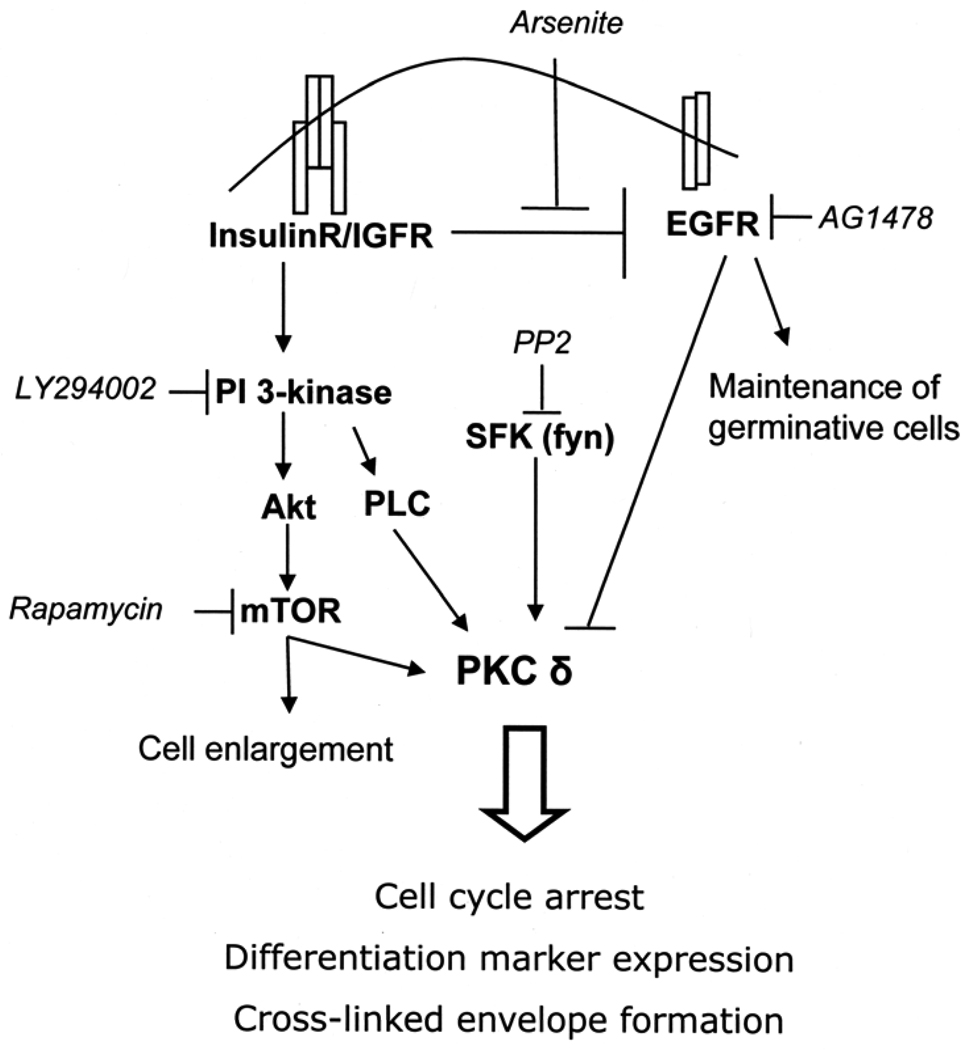 Arsenite
InsulinR/IGFR
EGFR
AG1478
PP2
LY294002
PI 3-kinase
Maintenance of
germinative cells
SFK (fyn)
Akt
PLC
Rapamycin
mTOR
PKC δ
Cell enlargement
Cell cycle arrest
Differentiation marker expression
Cross-linked envelope formation